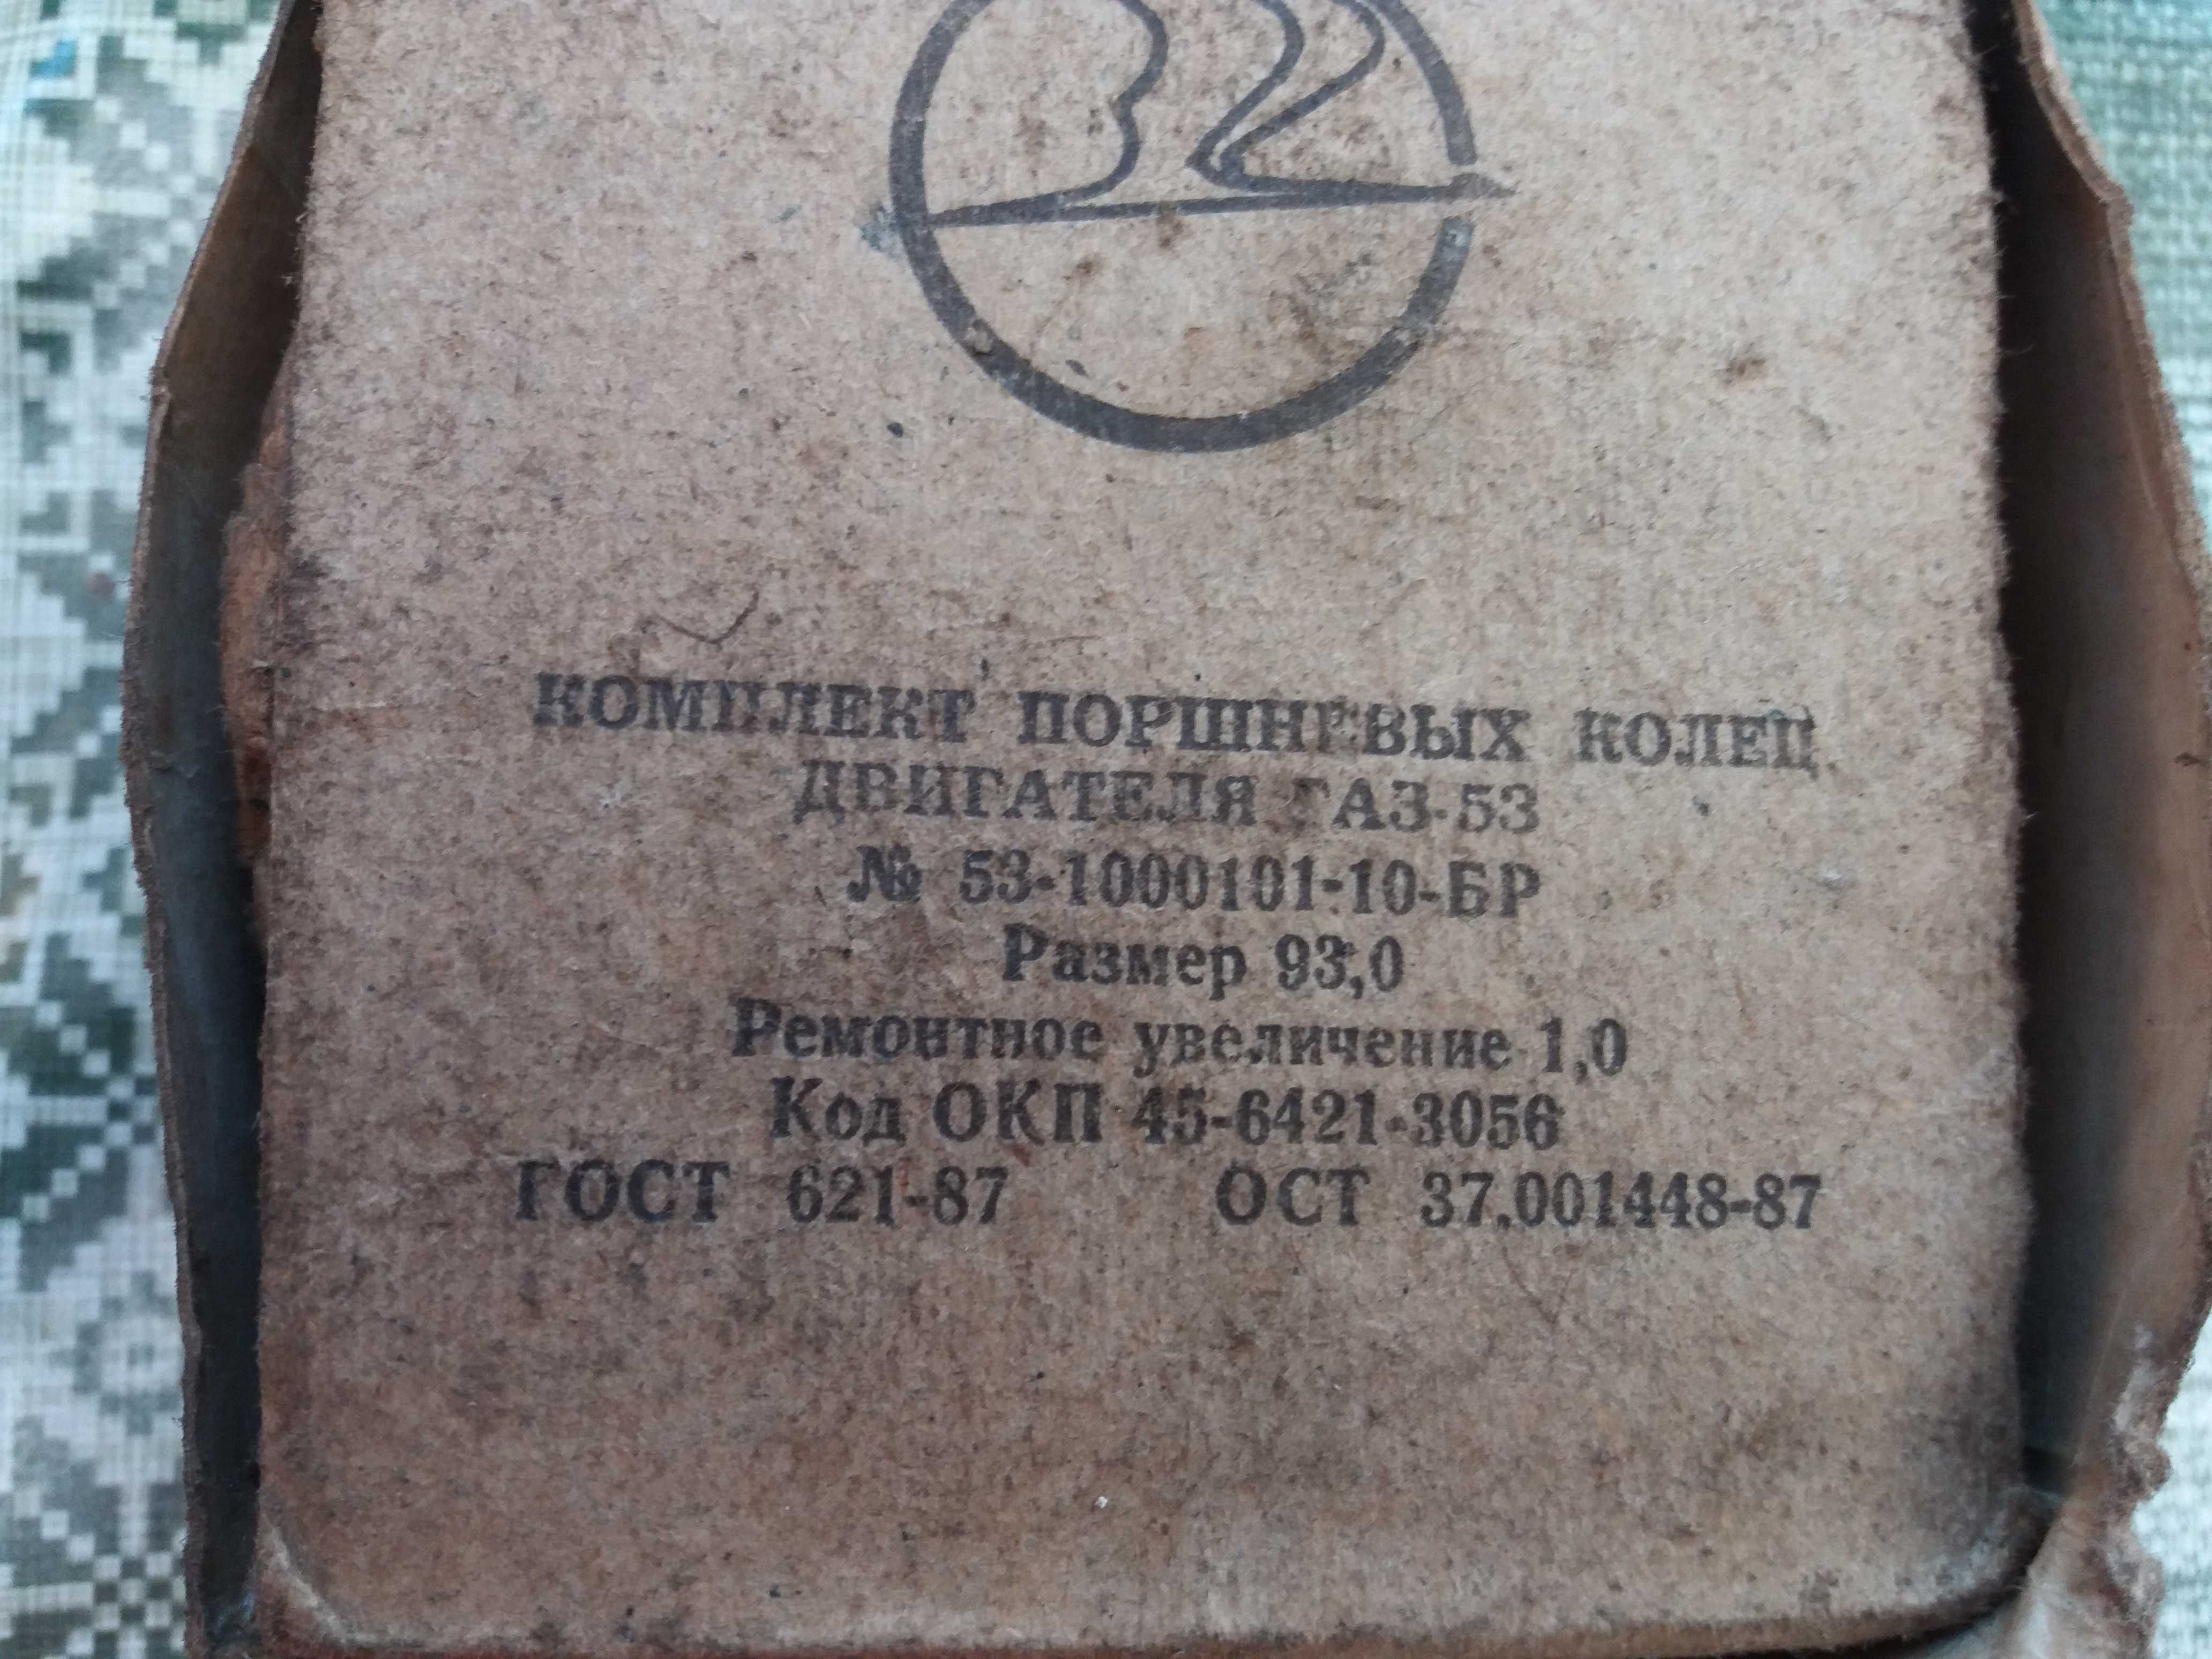 КОМПЛЕКТ ПОРШНЕВЫХ КОЛЕЦ
ДВИГАТЕЛЯ ГАЗ-53
№ 53-1000101-10-БР
Размер 93,0
Ремонтное увеличение 1,0
Код ОКП 45-6421-3056
ГОСТ 621-87 ОСТ 37.001448-87